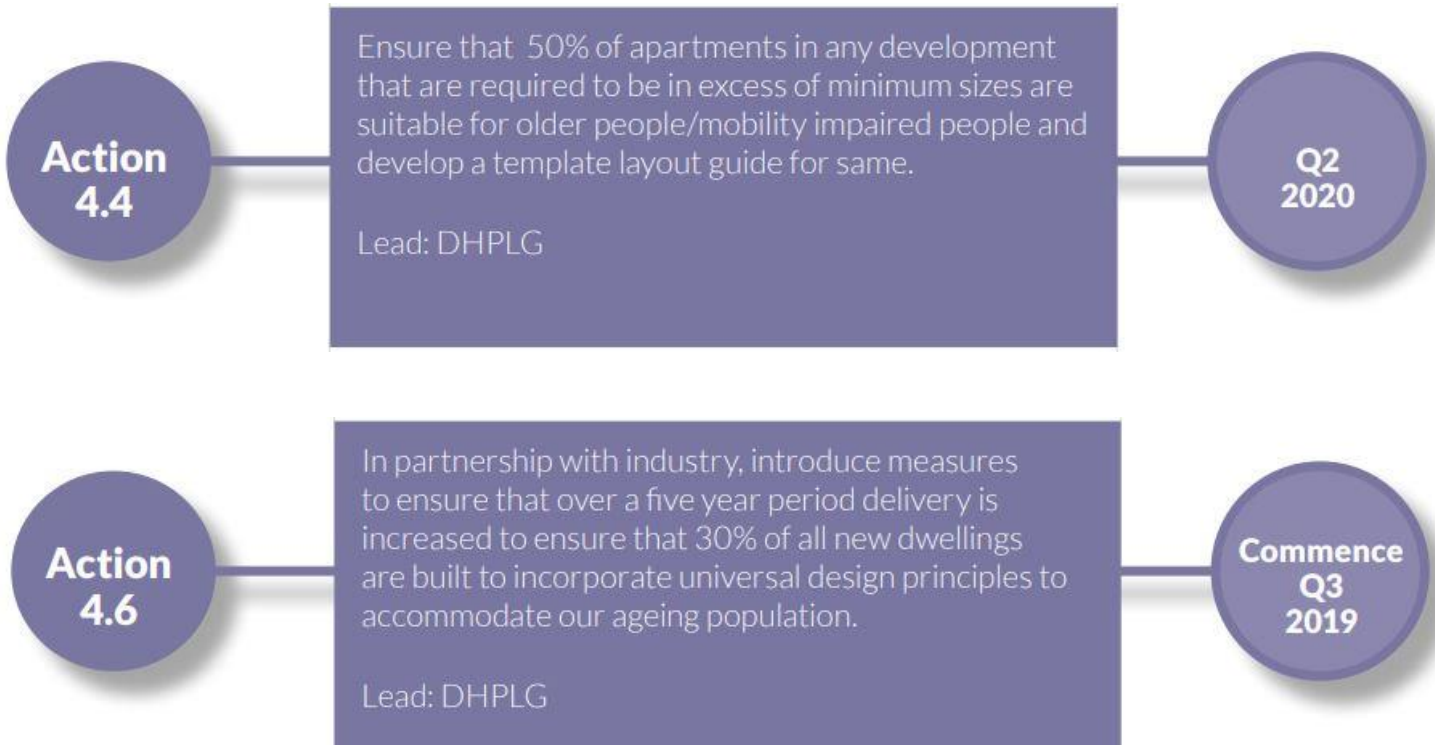 Action
4.4
Ensure that 50% of apartments in any development
that are required to be in excess of minimum sizes are
suitable for older people/mobility impaired people and
develop a template layout guide for same.
Lead: DHPLG
Q2
2020
Action
4.6
In partnership with industry, introduce measures
to ensure that over a five year period delivery is
increased to ensure that 30% of all new dwellings
are built to incorporate universal design principles to
accommodate our ageing population.
Lead: DHPLG
Commence
Q3
2019